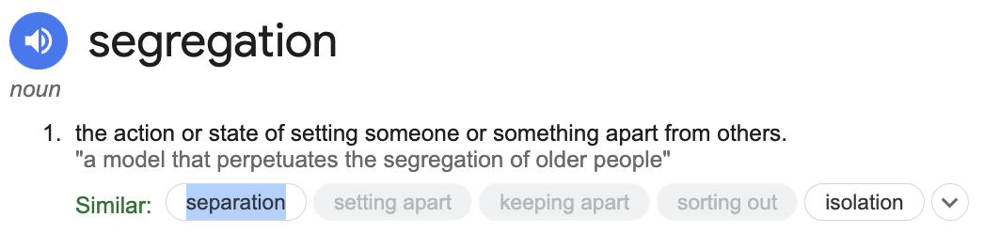 segregation
noun
1. the action or state of setting someone or something apart from others.
"a model that perpetuates the segregation of older people"
Similar: separation setting apart keeping apart sorting out isolation